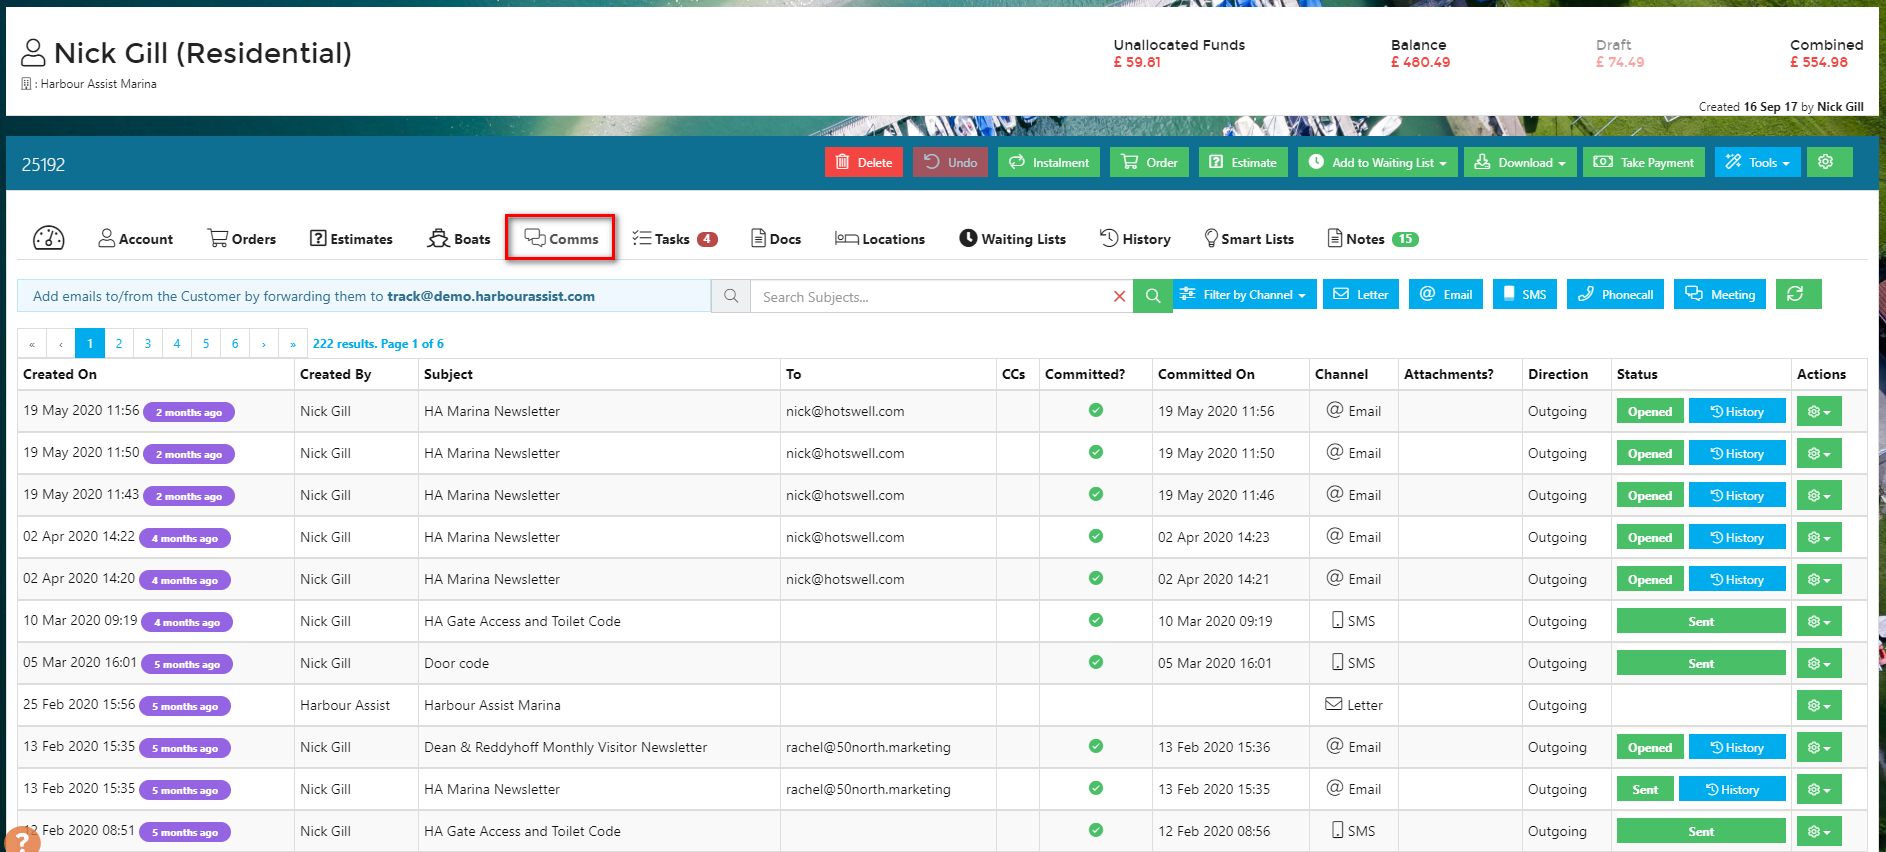 Nick Gill (Residential)
: Harbour Assist Marina
Unallocated Funds
£ 59.81
Balance
£ 480.49
Draft
£ 74.49
Combined
£ 554.98
Created 16 Sep 17 by Nick Gill
25192
Delete
Undo
Instalment
Order
Estimate
Add to Waiting List
Download
Take Payment
Tools
Account
Orders
Estimates
Boats
Comms
Tasks 4
Docs
Locations
Waiting Lists
History
Smart Lists
Notes 15
Add emails to/from the Customer by forwarding them to track@demo.harbourassist.com
Search Subjects...
Filter by Channel
Letter
Email
SMS
Phonecall
Meeting
« ‹ 1 2 3 4 5 6 › » 222 results. Page 1 of 6
Created On Created By Subject To CCs Committed? Committed On Channel Attachments? Direction Status Actions
19 May 2020 11:56 2 months ago Nick Gill HA Marina Newsletter nick@hotswell.com 19 May 2020 11:56 Email Outgoing Opened History
19 May 2020 11:50 2 months ago Nick Gill HA Marina Newsletter nick@hotswell.com 19 May 2020 11:50 Email Outgoing Opened History
19 May 2020 11:43 2 months ago Nick Gill HA Marina Newsletter nick@hotswell.com 19 May 2020 11:46 Email Outgoing Opened History
02 Apr 2020 14:22 4 months ago Nick Gill HA Marina Newsletter nick@hotswell.com 02 Apr 2020 14:23 Email Outgoing Opened History
02 Apr 2020 14:20 4 months ago Nick Gill HA Marina Newsletter nick@hotswell.com 02 Apr 2020 14:21 Email Outgoing Opened History
10 Mar 2020 09:19 4 months ago Nick Gill HA Gate Access and Toilet Code 10 Mar 2020 09:19 SMS Outgoing Sent
05 Mar 2020 16:01 5 months ago Nick Gill Door code 05 Mar 2020 16:01 SMS Outgoing Sent
25 Feb 2020 15:56 5 months ago Harbour Assist Harbour Assist Marina Letter Outgoing
13 Feb 2020 15:35 5 months ago Nick Gill Dean & Reddyhoff Monthly Visitor Newsletter rachel@50north.marketing 13 Feb 2020 15:36 Email Outgoing Opened History
13 Feb 2020 15:35 5 months ago Nick Gill HA Marina Newsletter rachel@50north.marketing 13 Feb 2020 15:35 Email Outgoing Sent History
12 Feb 2020 08:51 5 months ago Nick Gill HA Gate Access and Toilet Code 12 Feb 2020 08:56 SMS Outgoing Sent
?